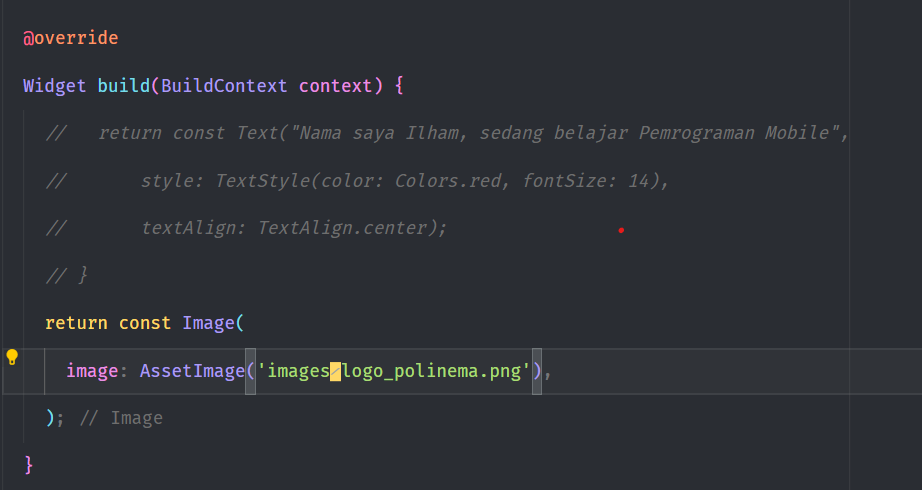 @override
Widget build(BuildContext context) {
//   return const Text("Nama saya Ilham, sedang belajar Pemrograman Mobile",
//       style: TextStyle(color: Colors.red, fontSize: 14),
//       textAlign: TextAlign.center);
// }
return const Image(
image: AssetImage('images/logo_polinema.png'),
); // Image
}